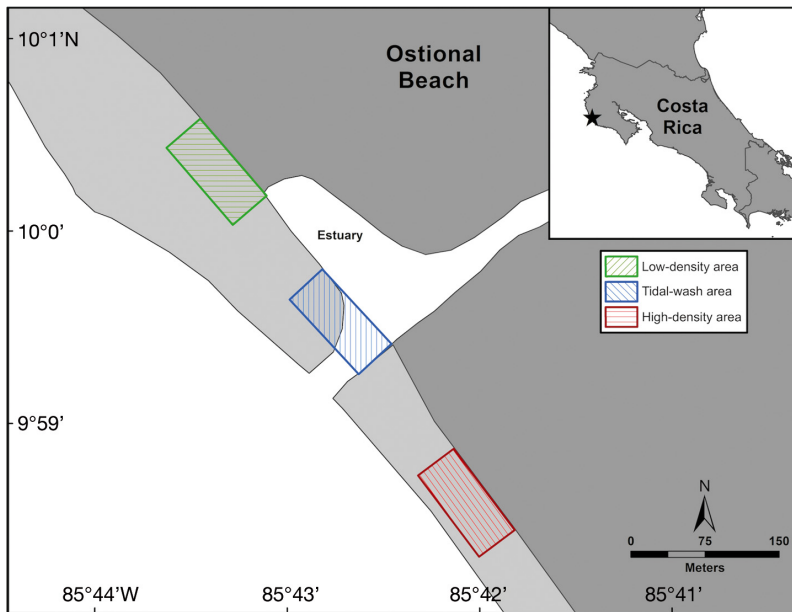 10°1’N
Ostional
Beach
Costa
Rica
10°0’
Estuary
Low-density area
Tidal-wash area
High-density area
9°59’
N
0
75
150
Meters
85°44’W
85°43’
85°42’
85°41’